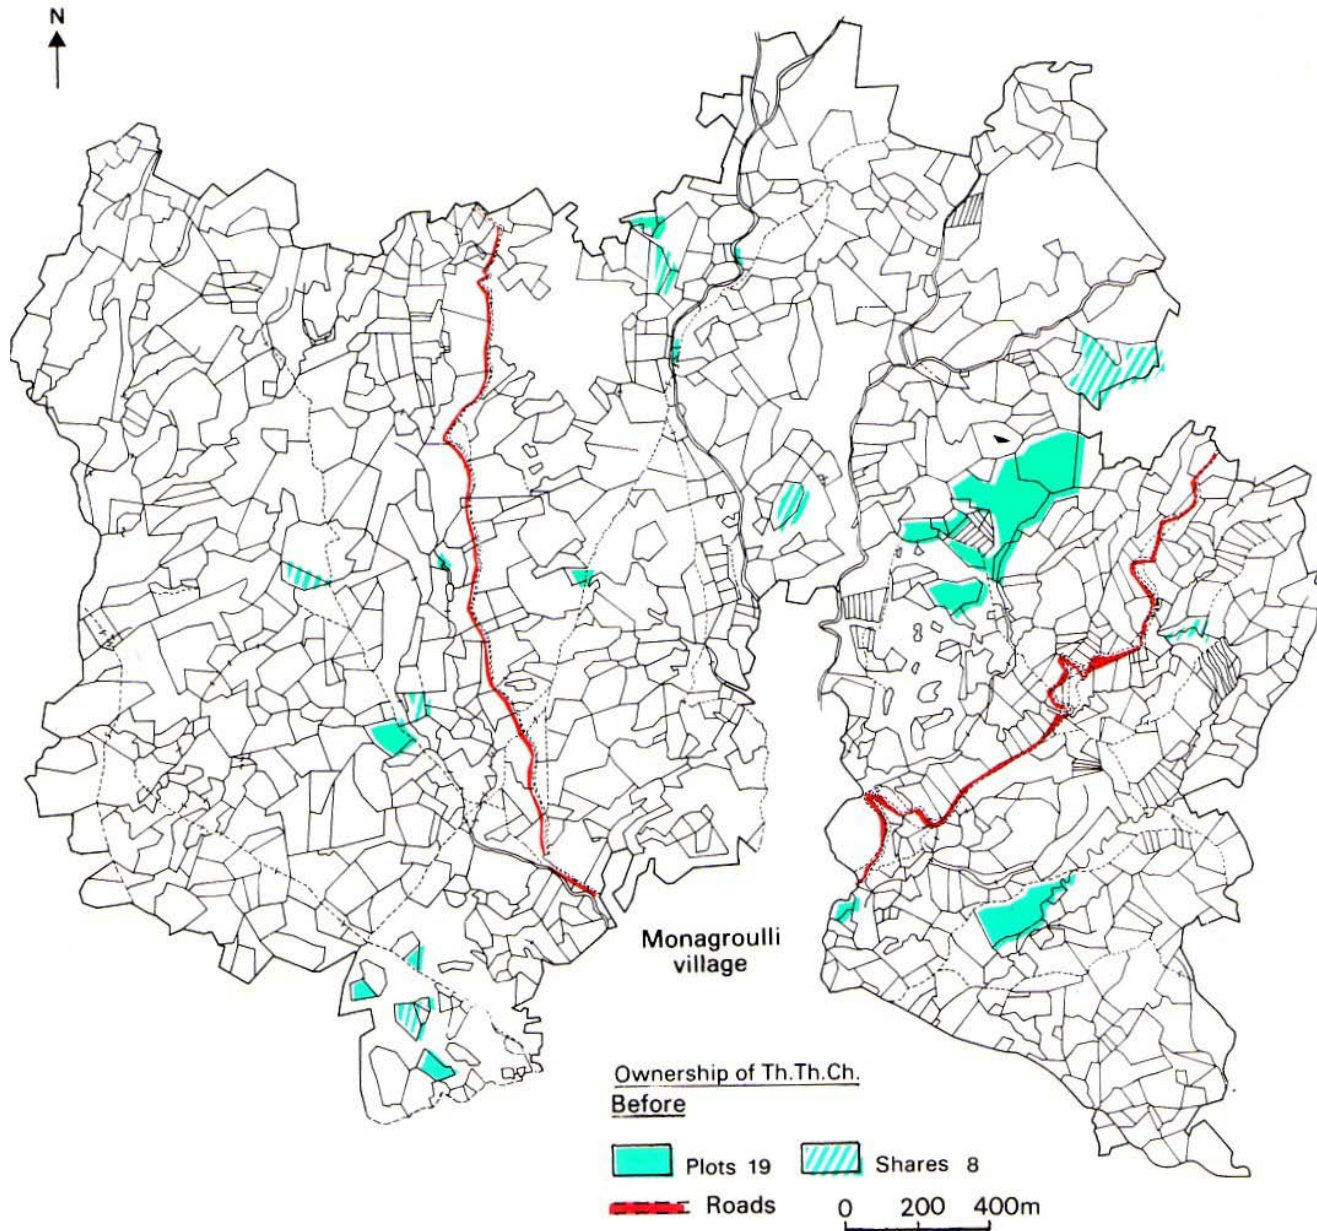 N
Monagroulli
village
Ownership of Th.Th.Ch.
Before
Plots 19 Shares 8
Roads 0 200 400m